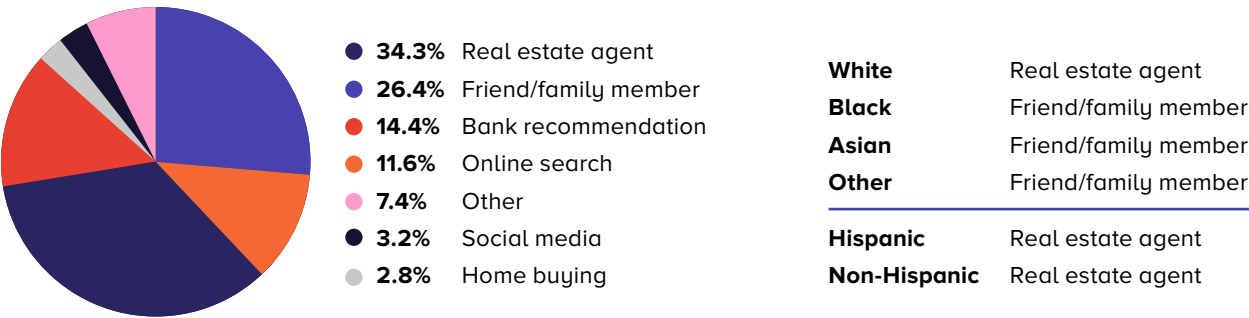 34.3% Real estate agent
26.4% Friend/family member
14.4% Bank recommendation
11.6% Online search
7.4% Other
3.2% Social media
2.8% Home buying
White Real estate agent
Black Friend/family member
Asian Friend/family member
Other Friend/family member
Hispanic Real estate agent
Non-Hispanic Real estate agent